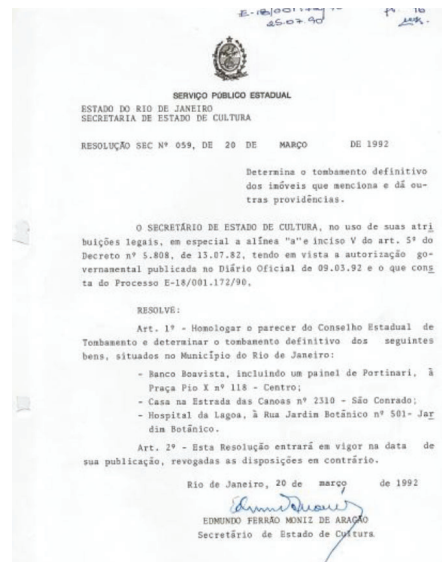 E-18/001.172/90
25.07.90
SERVIÇO PÚBLICO ESTADUAL
ESTADO DO RIO DE JANEIRO
SECRETARIA DE ESTADO DE CULTURA
RESOLUÇÃO SEC Nº 059, DE 20 DE MARÇO DE 1992
Determina o tombamento definitivo
dos imóveis que menciona e dá ou-
tras providências.
O SECRETÁRIO DE ESTADO DE CULTURA, no uso de suas atri
buições legais, em especial a alínea "a"e inciso V do art. 5º do
Decreto nº 5.808, de 13.07.82, tendo em vista a autorização go-
vernamental publicada no Diário Oficial de 09.03.92 e o que cons
ta do Processo E-18/001.172/90,
RESOLVE:
Art. 1º - Homologar o parecer do Conselho Estadual de
Tombamento e determinar o tombamento definitivo dos seguintes
bens, situados no Município do Rio de Janeiro:
- Banco Boavista, incluindo um painel de Portinari, à
Praça Pio X nº 118 - Centro;
- Casa na Estrada das Canoas nº 2310 - São Conrado;
- Hospital da Lagoa, à Rua Jardim Botânico nº 501- Jar
dim Botânico.
Art. 2º - Esta Resolução entrará em vigor na data de
sua publicação, revogadas as disposições em contrário.
Rio de Janeiro, 20 de março de 1992
EDMUNDO FERRÃO MONIZ DE ARAGÃO
Secretário de Estado de Cultura